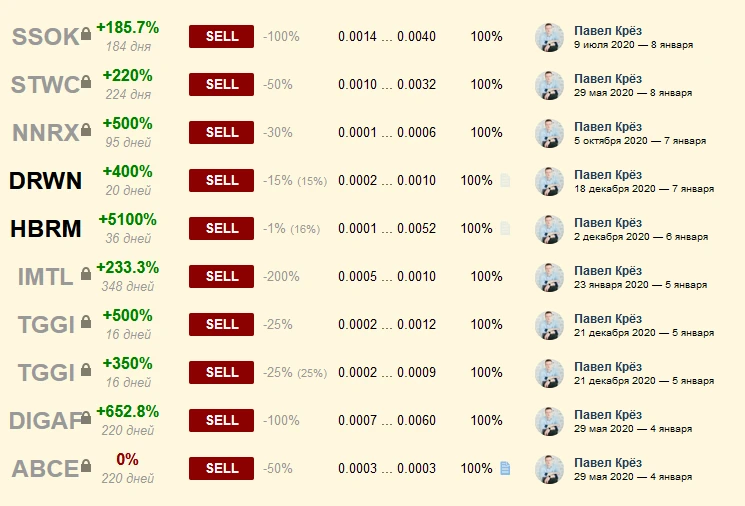 SSOK +185.7% SELL -100% 0.0014 ... 0.0040 100% Павел Крёз
184 дня 9 июля 2020 — 8 января
STWC +220% SELL -50% 0.0010 ... 0.0032 100% Павел Крёз
224 дня 29 мая 2020 — 8 января
NNRX +500% SELL -30% 0.0001 ... 0.0006 100% Павел Крёз
95 дней 5 октября 2020 — 7 января
DRWN +400% SELL -15% (15%) 0.0002 ... 0.0010 100% Павел Крёз
20 дней 18 декабря 2020 — 7 января
HBRM +5100% SELL -1% (16%) 0.0001 ... 0.0052 100% Павел Крёз
36 дней 2 декабря 2020 — 6 января
IMTL +233.3% SELL -200% 0.0005 ... 0.0010 100% Павел Крёз
348 дней 23 января 2020 — 5 января
TGGI +500% SELL -25% 0.0002 ... 0.0012 100% Павел Крёз
16 дней 21 декабря 2020 — 5 января
TGGI +350% SELL -25% (25%) 0.0002 ... 0.0009 100% Павел Крёз
16 дней 21 декабря 2020 — 5 января
DIGAF +652.8% SELL -100% 0.0007 ... 0.0060 100% Павел Крёз
220 дней 29 мая 2020 — 4 января
ABCE 0% SELL -50% 0.0003 ... 0.0003 100% Павел Крёз
220 дней 29 мая 2020 — 4 января